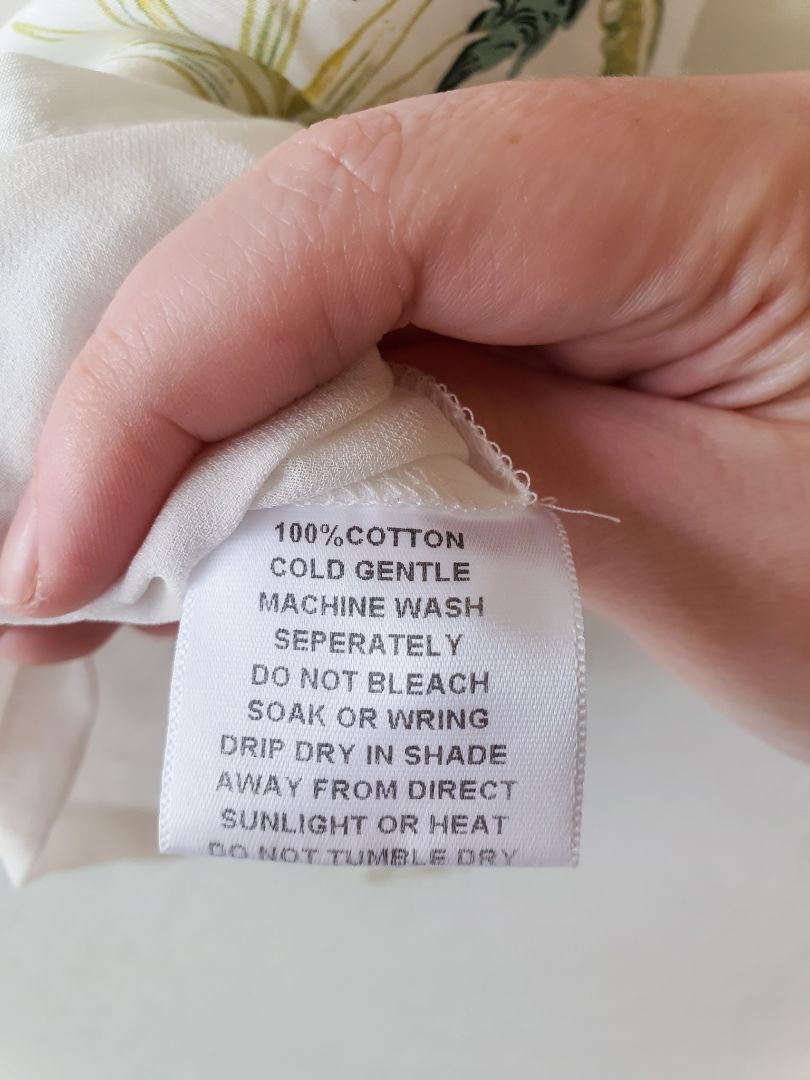 100%COTTON
COLD GENTLE
MACHINE WASH
SEPERATELY
DO NOT BLEACH
SOAK OR WRING
DRIP DRY IN SHADE
AWAY FROM DIRECT
SUNLIGHT OR HEAT
DO NOT TUMBLE DRY